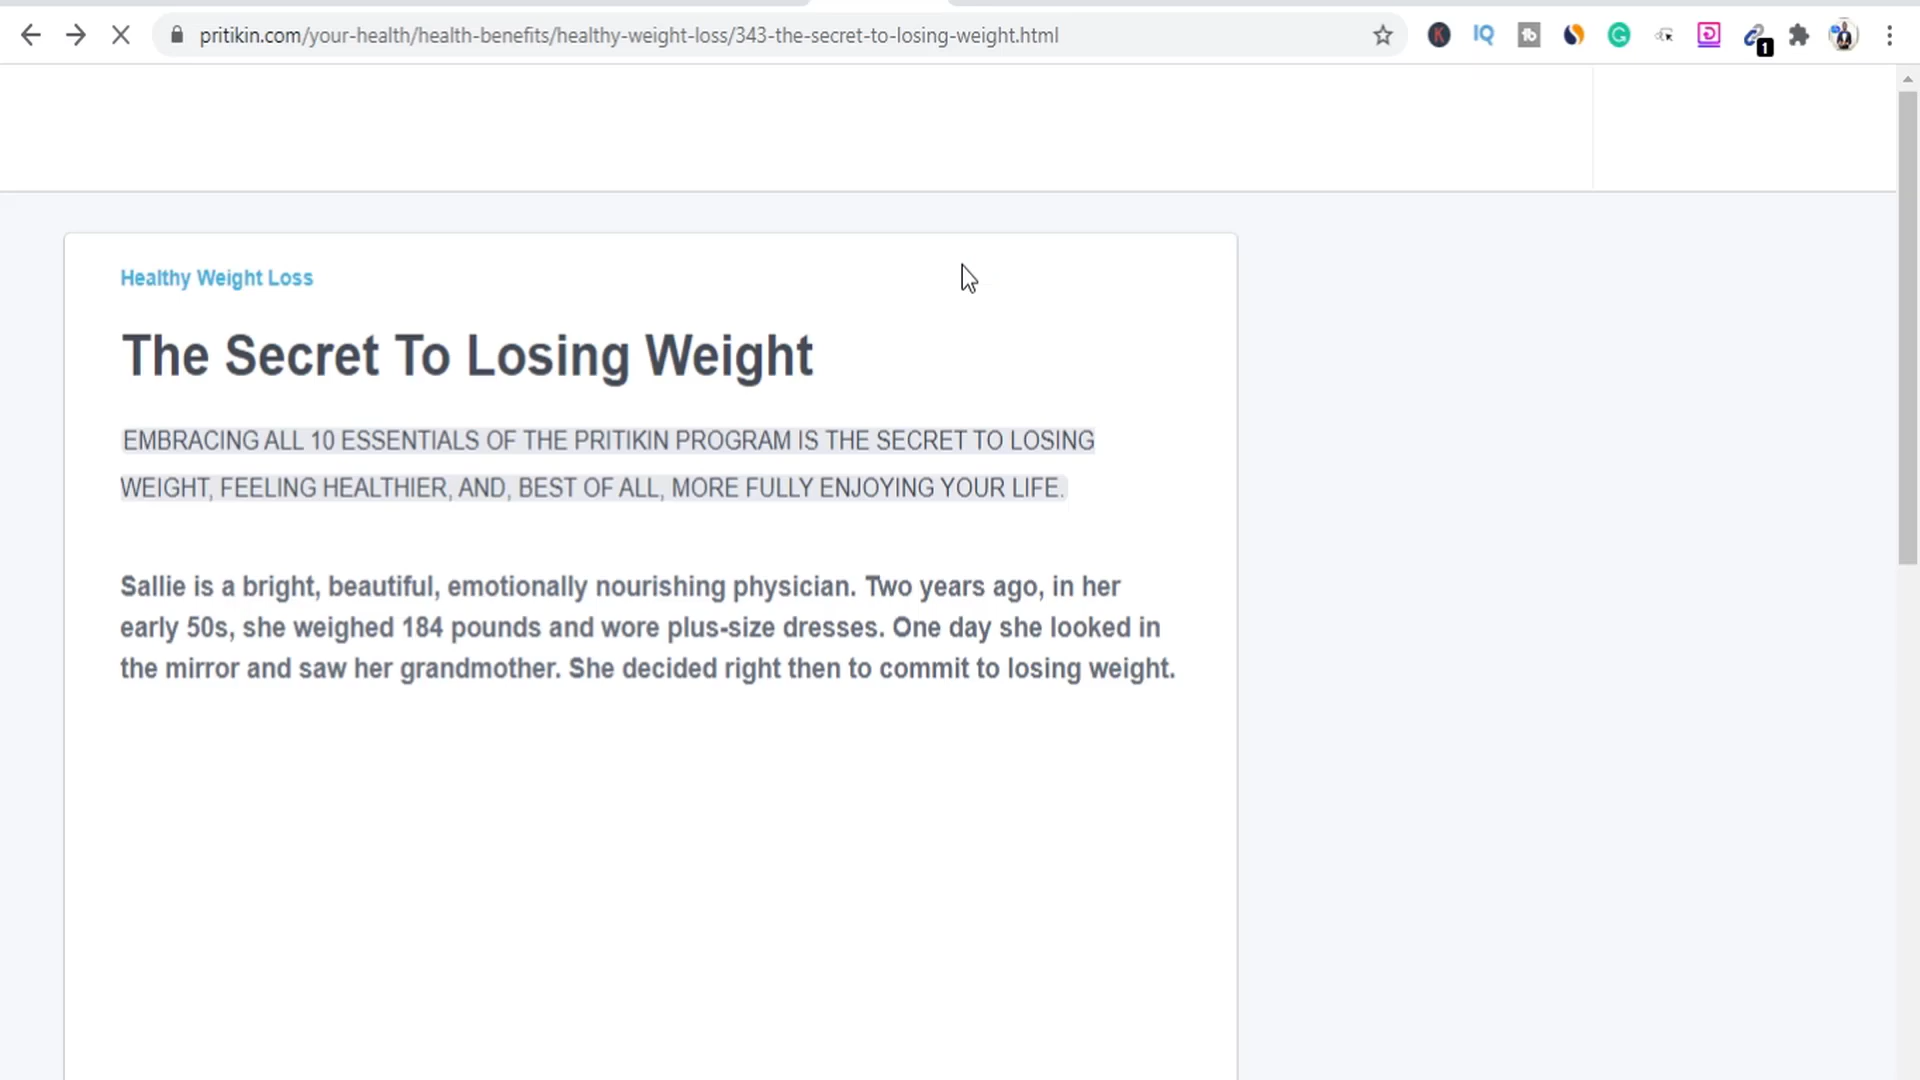 pritikin.com/your-health/health-benefits/healthy-weight-loss/343-the-secret-to-losing-weight.html
IQ
1
Healthy Weight Loss
The Secret To Losing Weight
EMBRACING ALL 10 ESSENTIALS OF THE PRITIKIN PROGRAM IS THE SECRET TO LOSING
WEIGHT, FEELING HEALTHIER, AND, BEST OF ALL, MORE FULLY ENJOYING YOUR LIFE.
Sallie is a bright, beautiful, emotionally nourishing physician. Two years ago, in her
early 50s, she weighed 184 pounds and wore plus-size dresses. One day she looked in
the mirror and saw her grandmother. She decided right then to commit to losing weight.